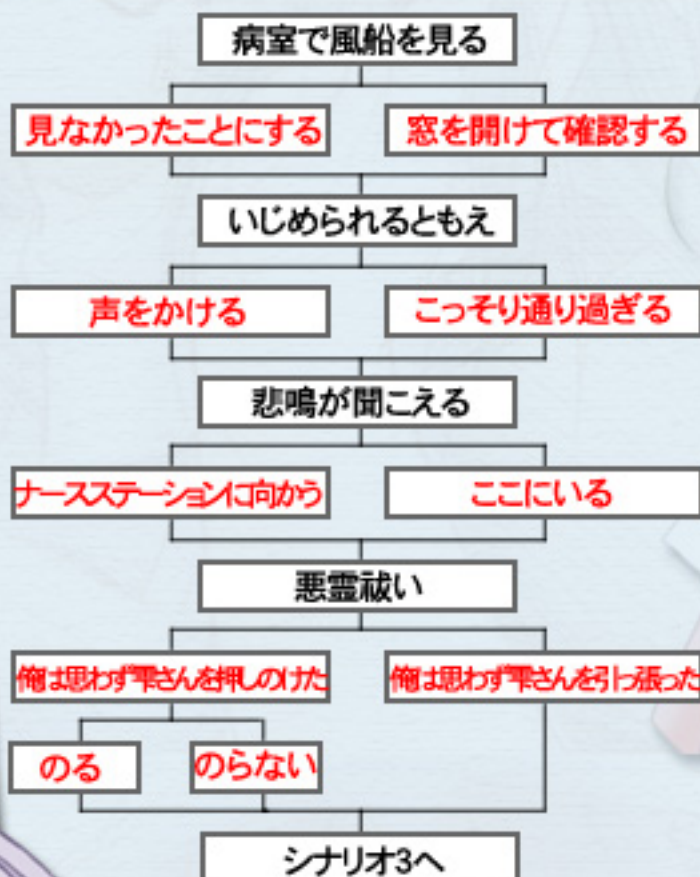 病室で風船を見る
見なかったことにする
窓を開けて確認する
いじめられるともえ
声をかける
こっそり通り過ぎる
悲鳴が聞こえる
ナースステーションに向かう
ここにいる
悪霊祓い
俺は思わず雫さんを押しのけた
俺は思わず雫さんを引っ張った
のる
のらない
シナリオ3へ